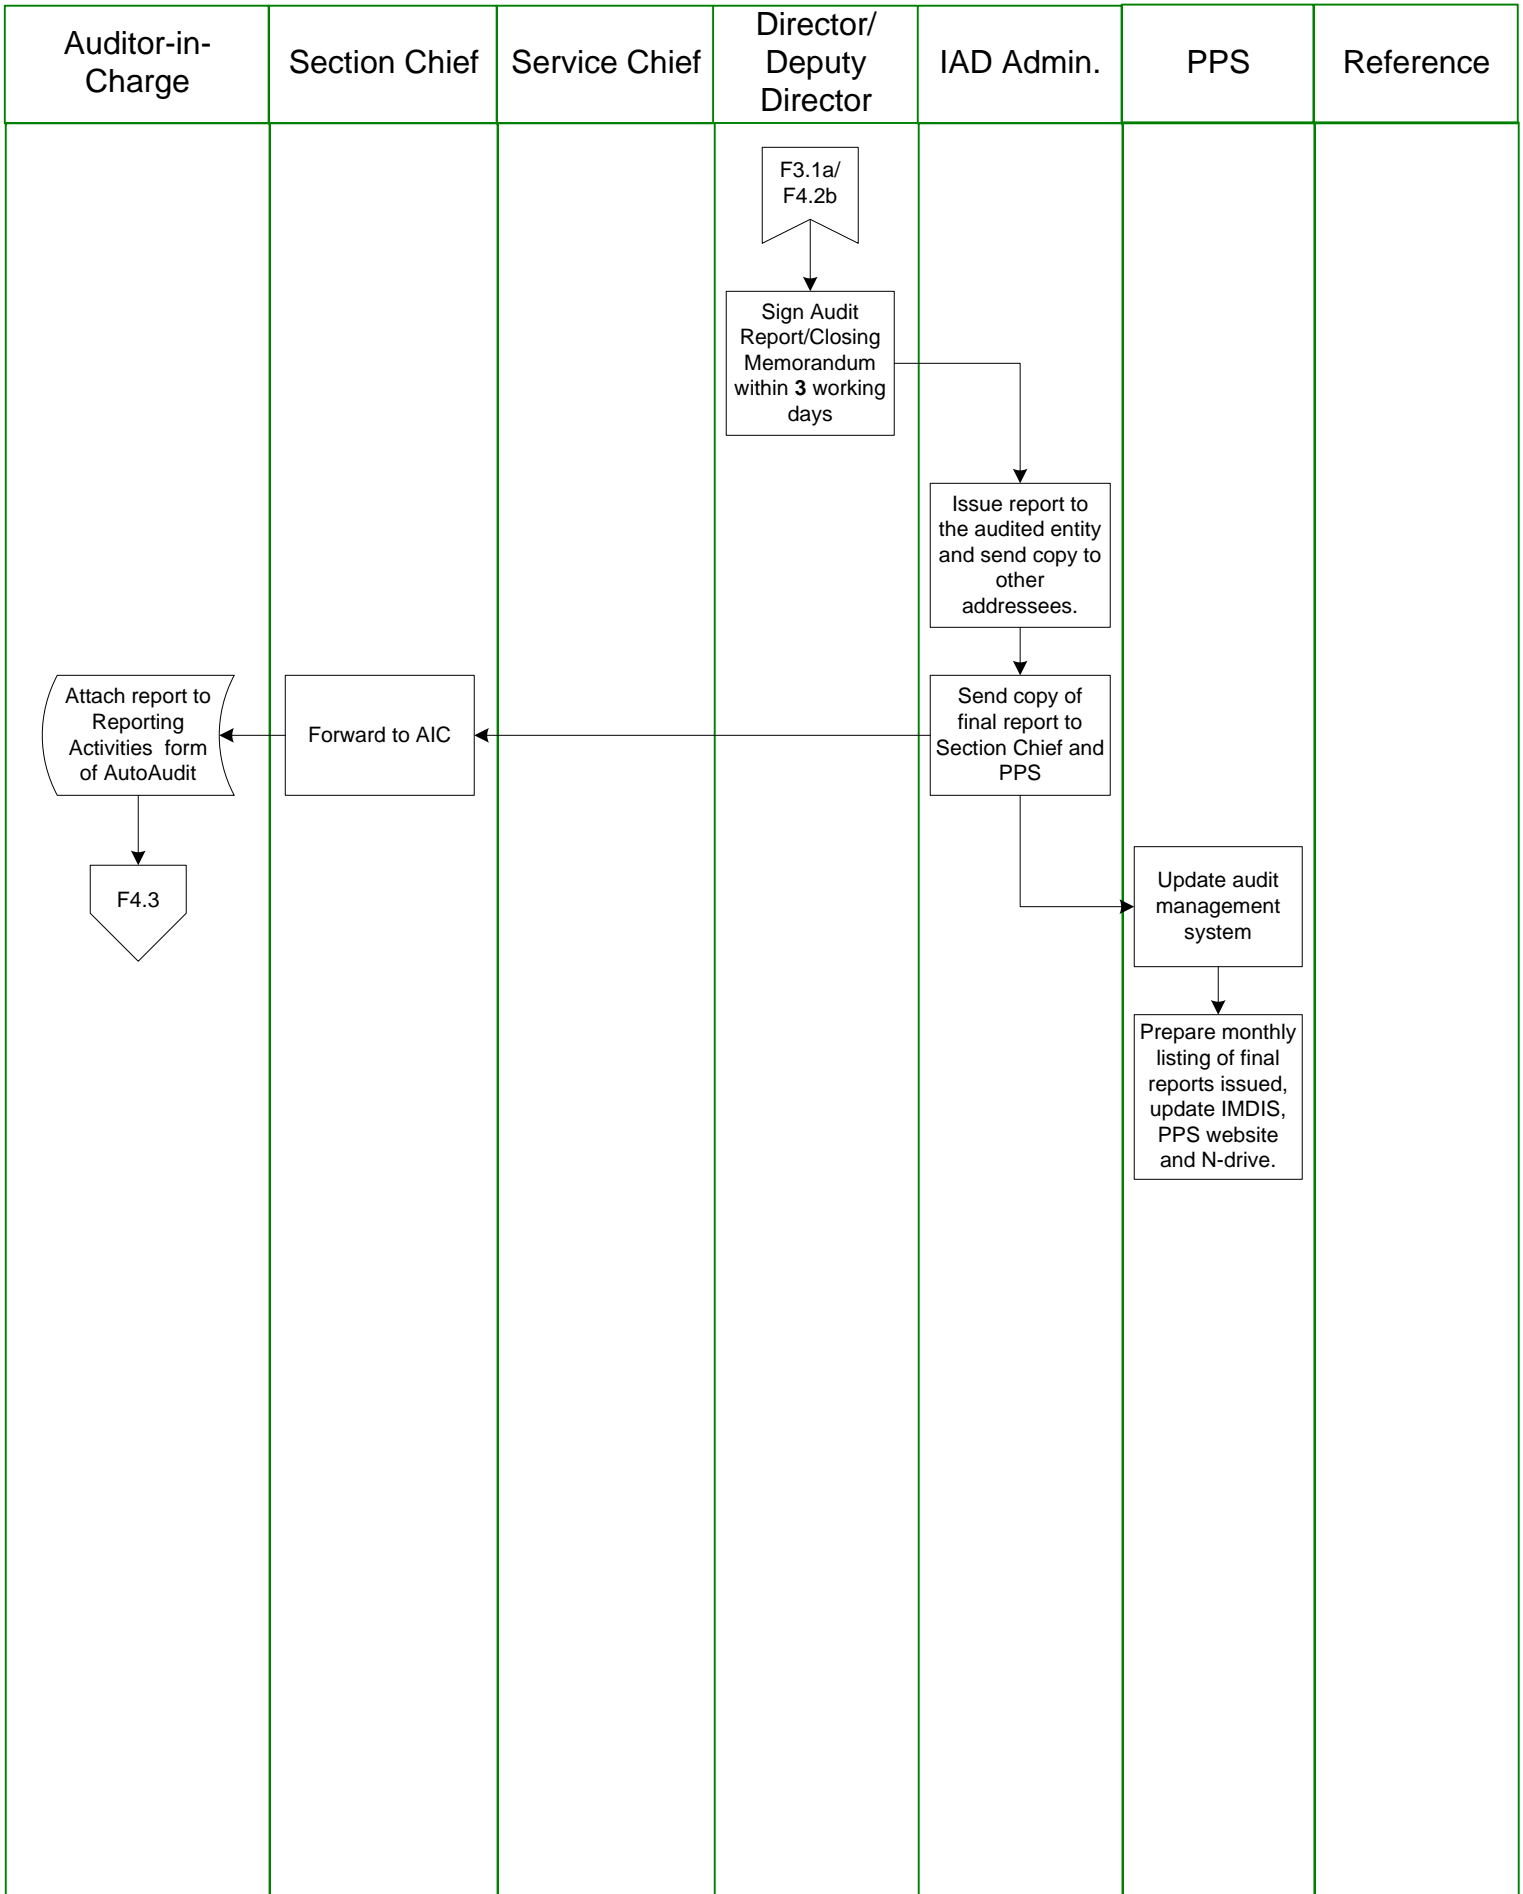 Auditor-in-
Charge
Section Chief
Service Chief
Director/
Deputy
Director
IAD Admin.
PPS
Reference
F3.1a/
F4.2b
Sign Audit
Report/Closing
Memorandum
within 3 working
days
Issue report to
the audited entity
and send copy to
other
addressees.
Send copy of
final report to
Section Chief and
PPS
Forward to AIC
Attach report to
Reporting
Activities form
of AutoAudit
F4.3
Update audit
management
system
Prepare monthly
listing of final
reports issued,
update IMDIS,
PPS website
and N-drive.